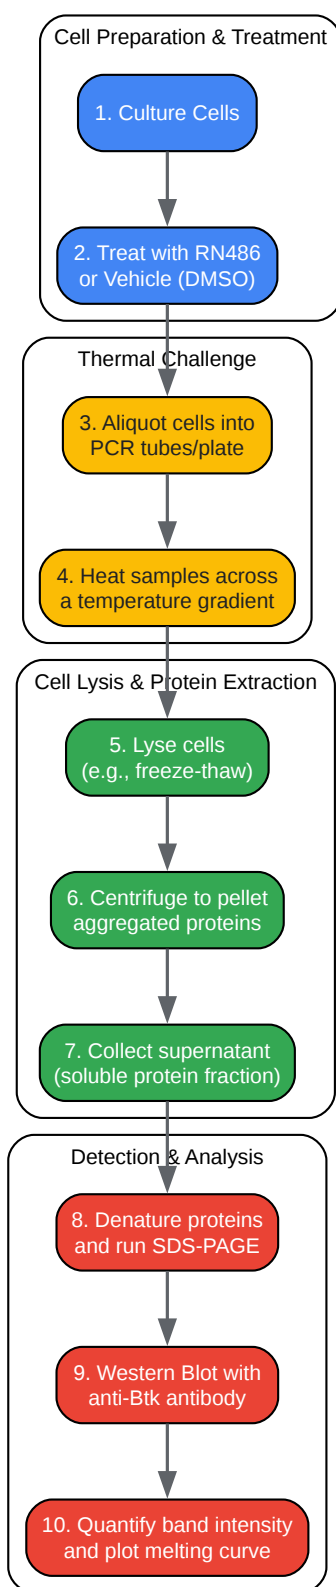 Cell Preparation & Treatment
1. Culture Cells
2. Treat with RN486
or Vehicle (DMSO)
Thermal Challenge
3. Aliquot cells into
PCR tubes/plate
4. Heat samples across
a temperature gradient
Cell Lysis & Protein Extraction
5. Lyse cells
(e.g., freeze-thaw)
6. Centrifuge to pellet
aggregated proteins
7. Collect supernatant
(soluble protein fraction)
Detection & Analysis
8. Denature proteins
and run SDS-PAGE
9. Western Blot with
anti-Btk antibody
10. Quantify band intensity
and plot melting curve